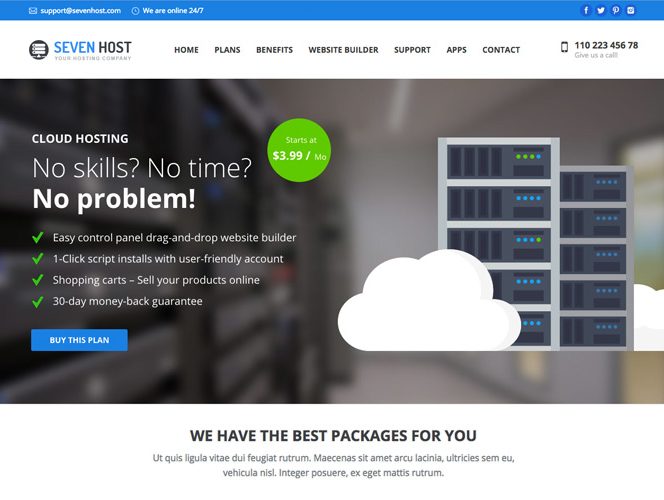 support@sevenhost.com
We are online 24/7
SEVEN HOST
YOUR HOSTING COMPANY
HOME PLANS BENEFITS WEBSITE BUILDER SUPPORT APPS CONTACT
110 223 456 78
Give us a call!
CLOUD HOSTING
No skills? No time?
No problem!
Starts at
$3.99 / Mo
Easy control panel drag-and-drop website builder
1-Click script installs with user-friendly account
Shopping carts – Sell your products online
30-day money-back guarantee
BUY THIS PLAN
WE HAVE THE BEST PACKAGES FOR YOU
Ut quis ligula vitae dui feugiat rutrum. Maecenas sit amet arcu lacinia, ultricies sem eu,
vehicula nisl. Integer posuere, ex eget mattis rutrum.